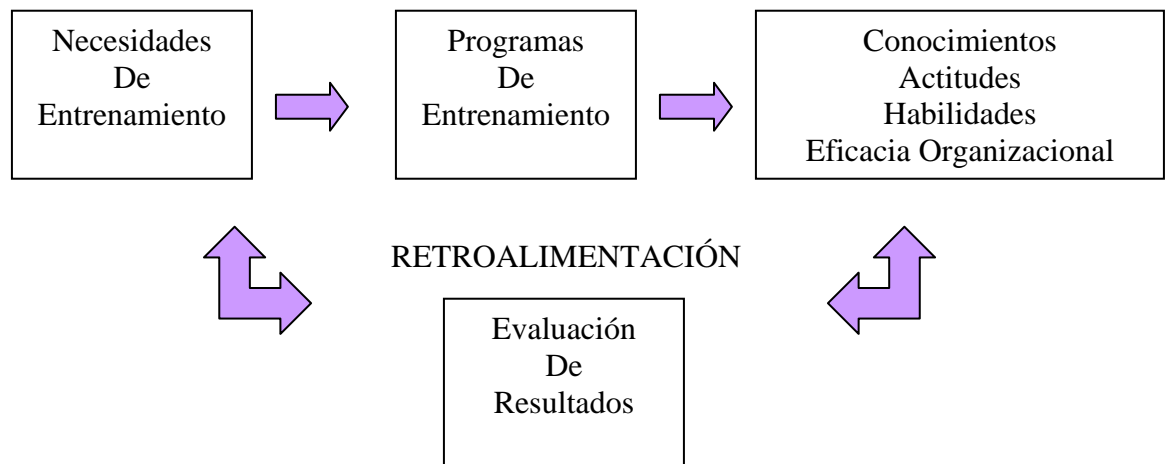 Necesidades
De
Entrenamiento
Programas
De
Entrenamiento
Conocimientos
Actitudes
Habilidades
Eficacia Organizacional
RETROALIMENTACIÓN
Evaluación
De
Resultados